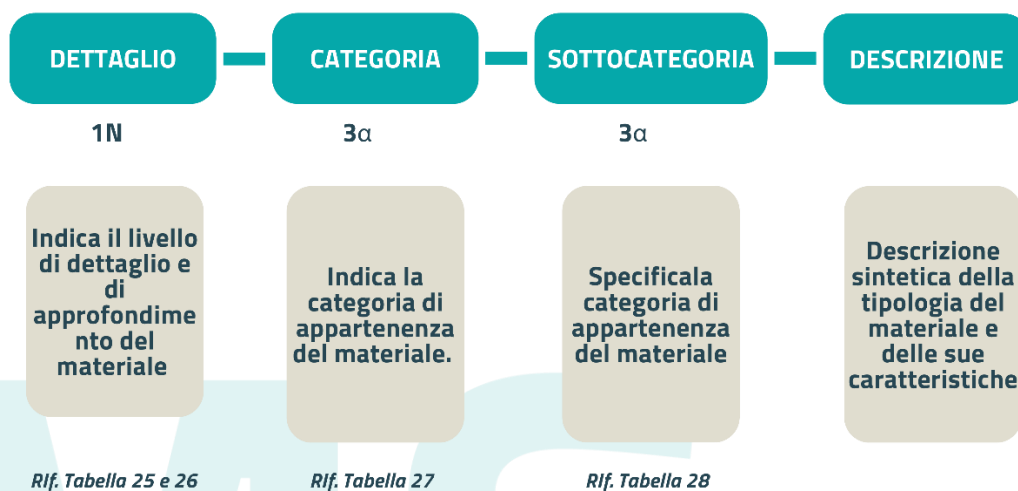 DETTAGLIO
CATEGORIA
SOTTOCATEGORIA
DESCRIZIONE
1N
3α
3α
Indica il livello
di dettaglio e
di
approfondime
nto del
materiale
Indica la
categoria di
appartenenza
del materiale.
Specificala
categoria di
appartenenza
del materiale
Descrizione
sintetica della
tipologia del
materiale e
delle sue
caratteristiche
RIf. Tabella 25 e 26
RIf. Tabella 27
RIf. Tabella 28